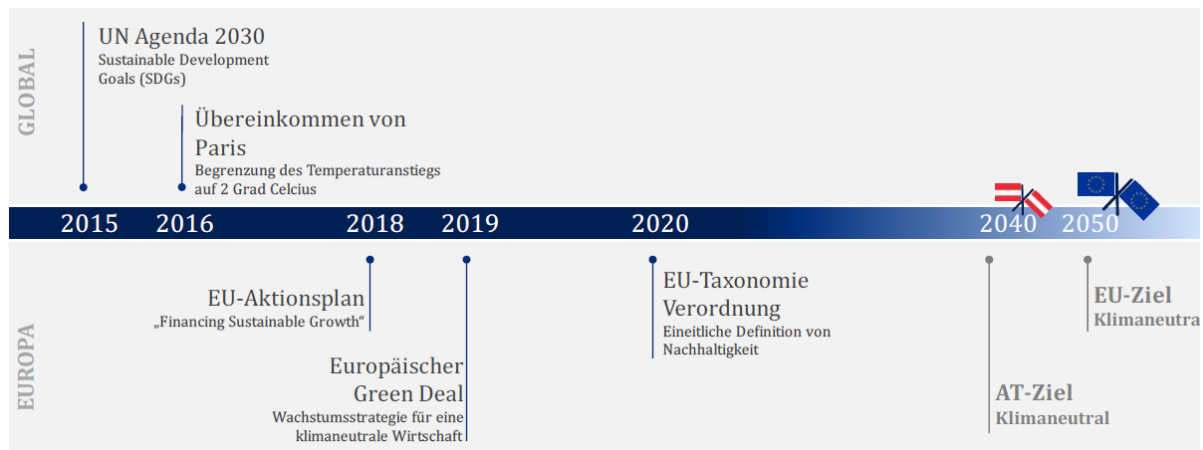 GLOBAL
UN Agenda 2030
Sustainable Development
Goals (SDGs)
Übereinkommen von
Paris
Begrenzung des Temperaturanstiegs
auf 2 Grad Celcius
2015 2016 2018 2019 2020 2040 2050
EUROPA
EU-Aktionsplan
„Financing Sustainable Growth“
Europäischer
Green Deal
Wachstumsstrategie für eine
klimaneutrale Wirtschaft
EU-Taxonomie
Verordnung
Eineitliche Definition von
Nachhaltigkeit
AT-Ziel
Klimaneutral
EU-Ziel
Klimaneutra